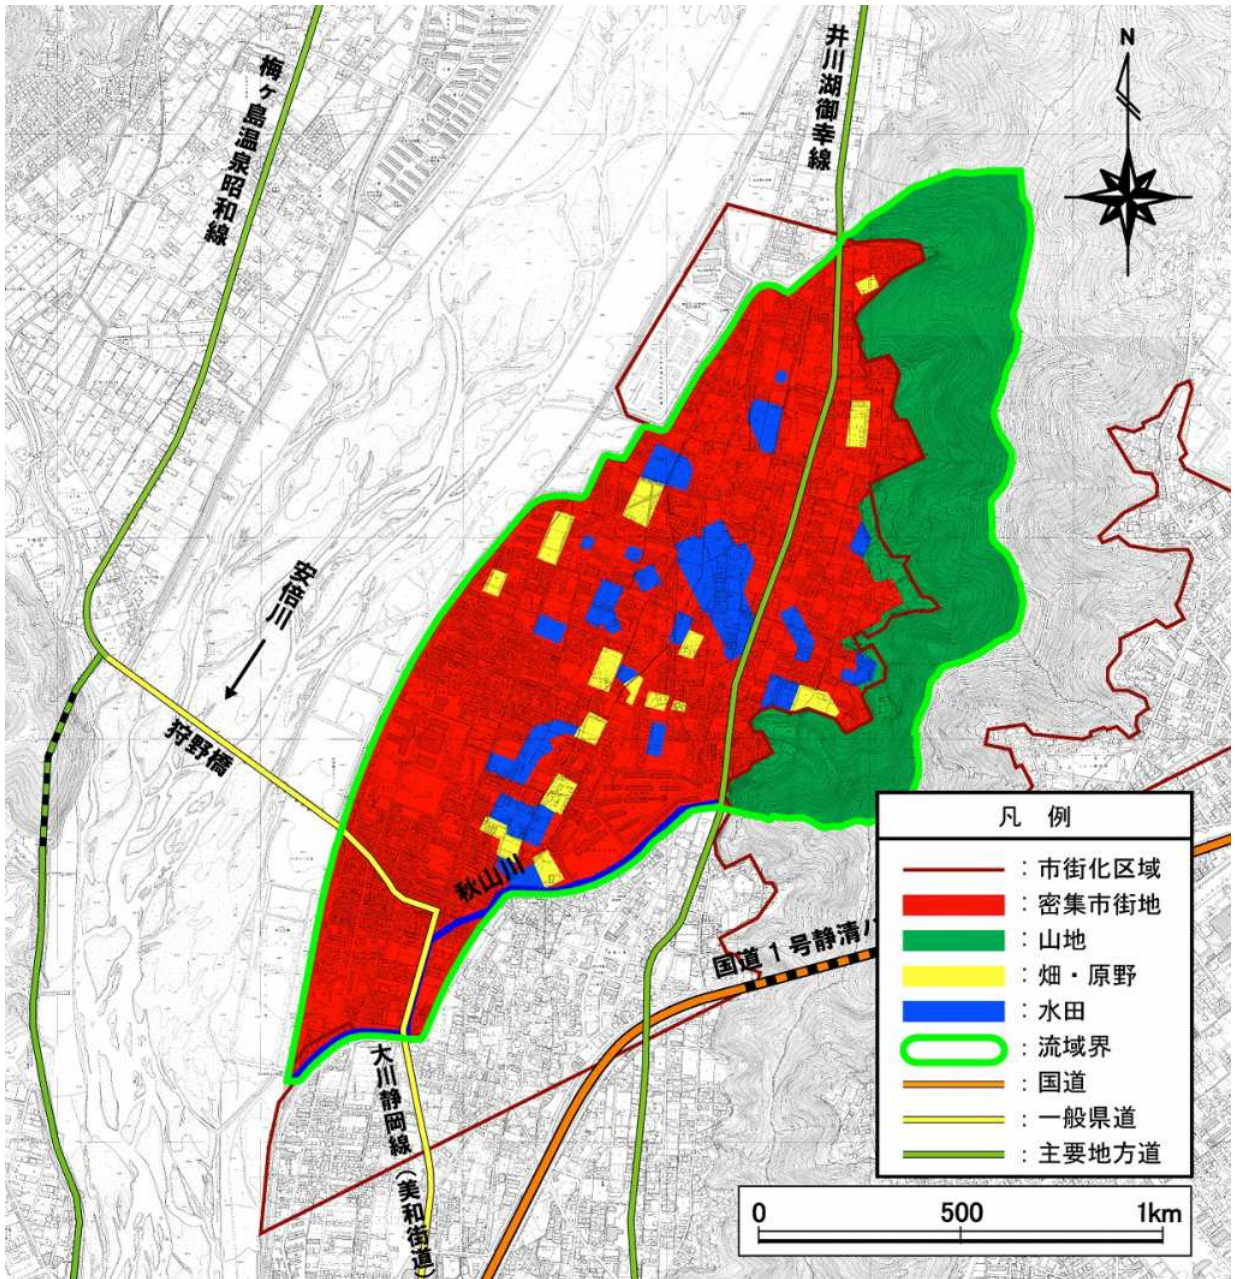 梅ヶ島温泉昭和線
井川湖御幸線
N
安倍川
狩野橋
秋山川
国道1号静清バ
大川静岡線(美和街道)
凡 例
:市街化区域
:密集市街地
:山地
:畑・原野
:水田
:流域界
:国道
:一般県道
:主要地方道
0 500 1km